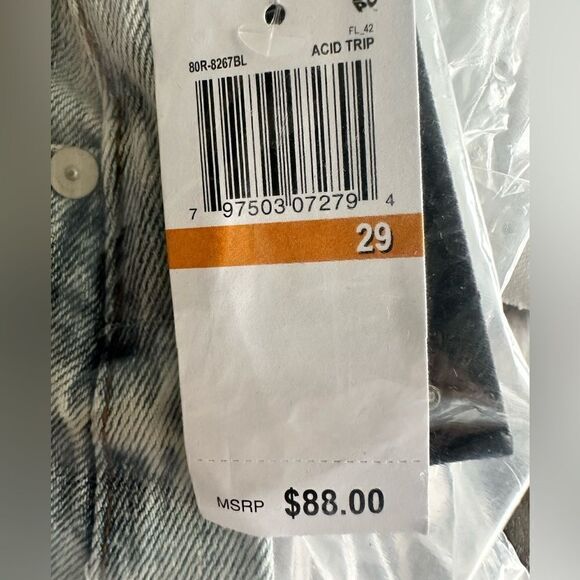 FL_42
80R-8267BL ACID TRIP
7 97503 07279 4
29
MSRP $88.00